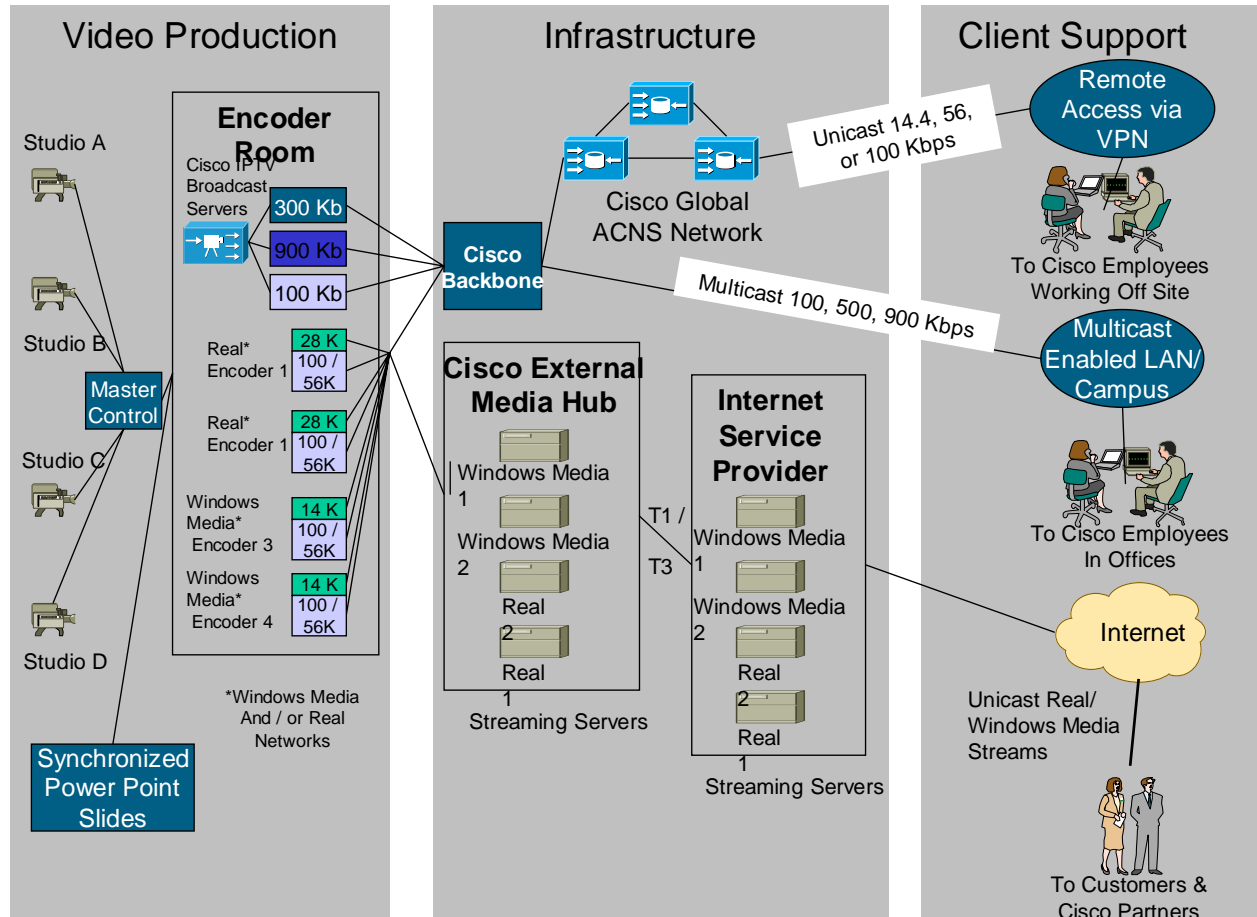 Video Production
Studio A
Studio B
Master
Control
Studio C
Studio D
Synchronized
Power Point
Slides
Encoder
Room
Cisco IPTV
Broadcast
Servers
300 Kb
900 Kb
100 Kb
Real*
Encoder 1
28 K
100 /
56K
Real*
Encoder 1
28 K
100 /
56K
Windows
Media*
Encoder 3
14 K
100 /
56K
Windows
Media*
Encoder 4
14 K
100 /
56K
*Windows Media
And / or Real
Networks
Infrastructure
Cisco Global
ACNS Network
Cisco
Backbone
Unicast 14.4, 56,
or 100 Kbps
Multicast 100, 500, 900 Kbps
Cisco External
Media Hub
Windows Media
1
Windows Media
2
Real
2
Real
1
Streaming Servers
T1 /
T3
Internet
Service
Provider
Windows Media
1
Windows Media
2
Real
2
Real
1
Streaming Servers
Client Support
Remote
Access via
VPN
To Cisco Employees
Working Off Site
Multicast
Enabled LAN/
Campus
To Cisco Employees
In Offices
Internet
Unicast Real/
Windows Media
Streams
To Customers &
Cisco Partners